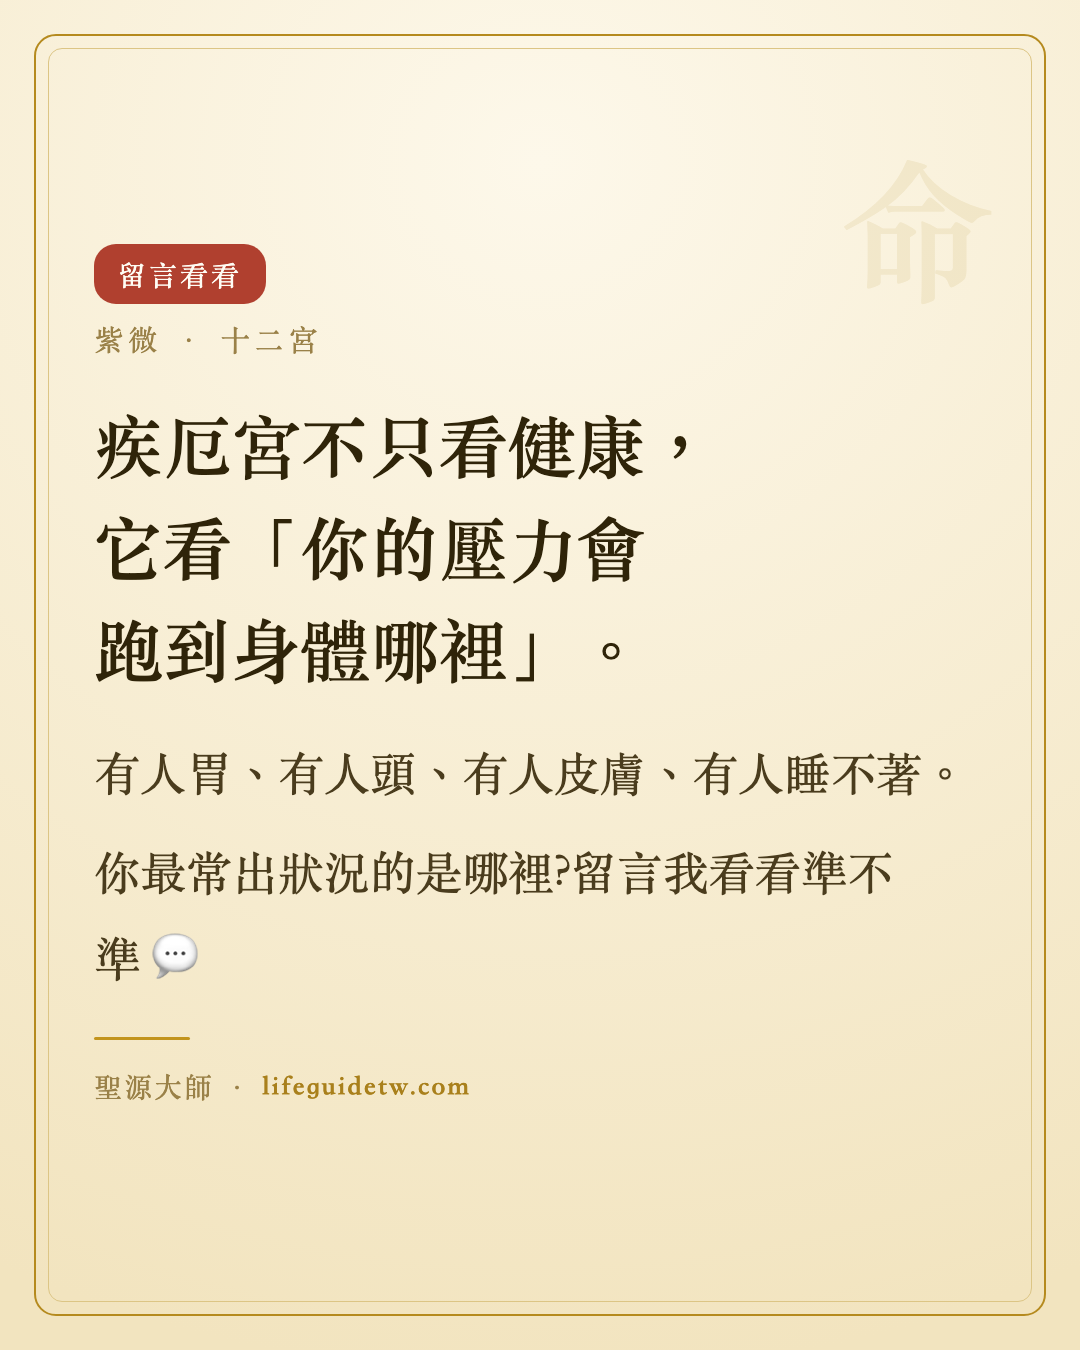 命
留言看看
紫微 · 十二宮
疾厄宮不只看健康，
它看「你的壓力會
跑到身體哪裡」。
有人胃、有人頭、有人皮膚、有人睡不著。
你最常出狀況的是哪裡?留言我看看準不
準 💬
聖源大師 · lifeguidetw.com